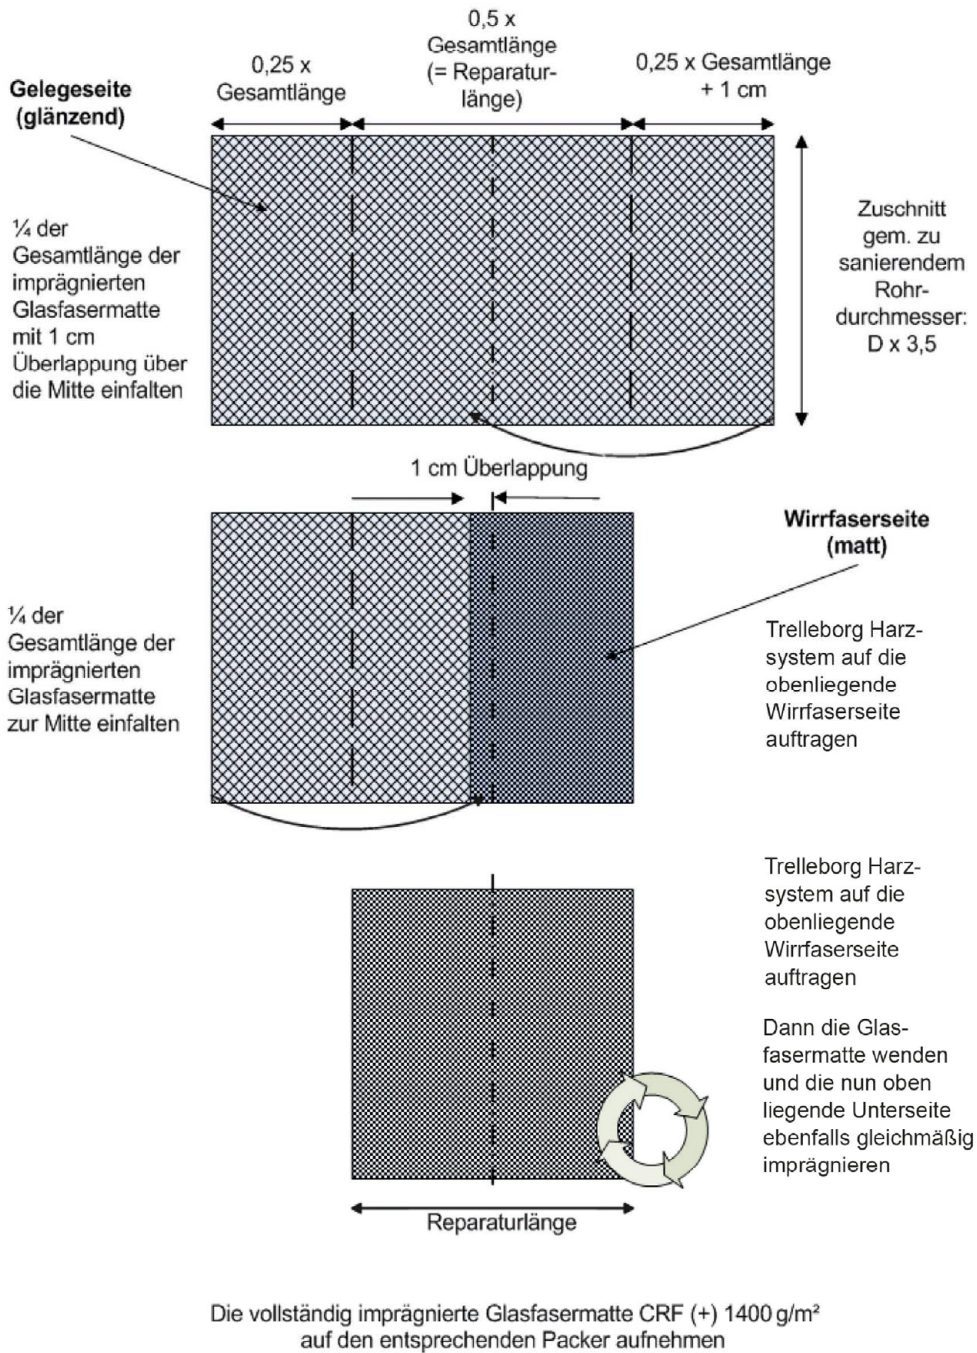 0,5 x
Gesamtlänge
(= Reparatur-
länge)
0,25 x
Gesamtlänge
0,25 x Gesamtlänge
+ 1 cm
Gelegeseite
(glänzend)
¼ der
Gesamtlänge der
imprägnierten
Glasfasermatte
mit 1 cm
Überlappung über
die Mitte einfalten
Zuschnitt
gem. zu
sanierendem
Rohr-
durchmesser:
D x 3,5
1 cm Überlappung
Wirrfaserseite
(matt)
¼ der
Gesamtlänge der
imprägnierten
Glasfasermatte
zur Mitte einfalten
Trelleborg Harz-
system auf die
obenliegende
Wirrfaserseite
auftragen
Trelleborg Harz-
system auf die
obenliegende
Wirrfaserseite
auftragen
Dann die Glas-
fasermatte wenden
und die nun oben
liegende Unterseite
ebenfalls gleichmäßig
imprägnieren
Reparaturlänge
Die vollständig imprägnierte Glasfasermatte CRF (+) 1400 g/m²
auf den entsprechenden Packer aufnehmen